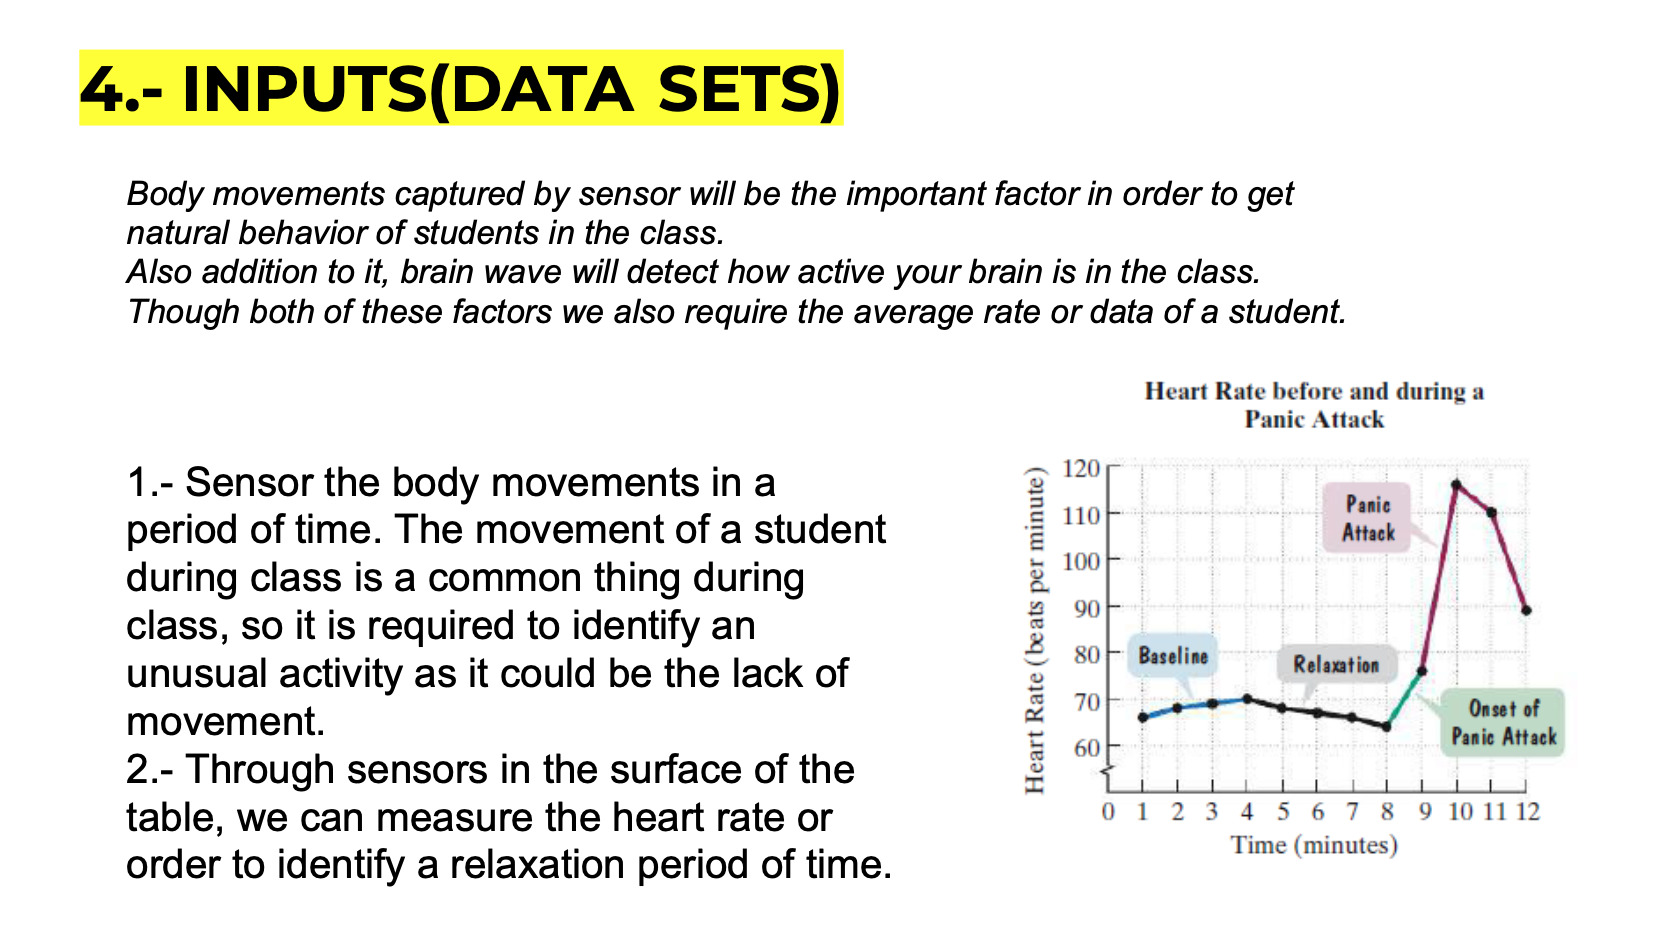 4.- INPUTS(DATA SETS)
Body movements captured by sensor will be the important factor in order to get
natural behavior of students in the class.
Also addition to it, brain wave will detect how active your brain is in the class.
Though both of these factors we also require the average rate or data of a student.
1.- Sensor the body movements in a
period of time. The movement of a student
during class is a common thing during
class, so it is required to identify an
unusual activity as it could be the lack of
movement.
2.- Through sensors in the surface of the
table, we can measure the heart rate or
order to identify a relaxation period of time.
Heart Rate before and during a
Panic Attack
Heart Rate (beats per minute)
120
110
100
90
80
70
60
Panic
Attack
Baseline
Relaxation
Onset of
Panic Attack
0 1 2 3 4 5 6 7 8 9 10 11 12
Time (minutes)